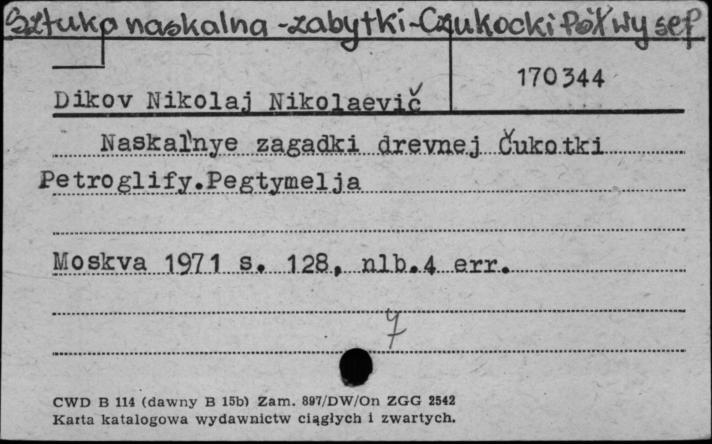 Sztuka naskalna - zabytki - Czukocki Półwysep
170344
Dikov Nikolaj Nikolaevič
Naskal'nye zagadki drevnej Čukotki
Petroglify.Pegtymelja
Moskva 1971 s. 128, nlb.4 err.
7
CWD B 114 (dawny B 15b) Zam. 897/DW/On ZGG 2542
Karta katalogowa wydawnictw ciągłych i zwartych.